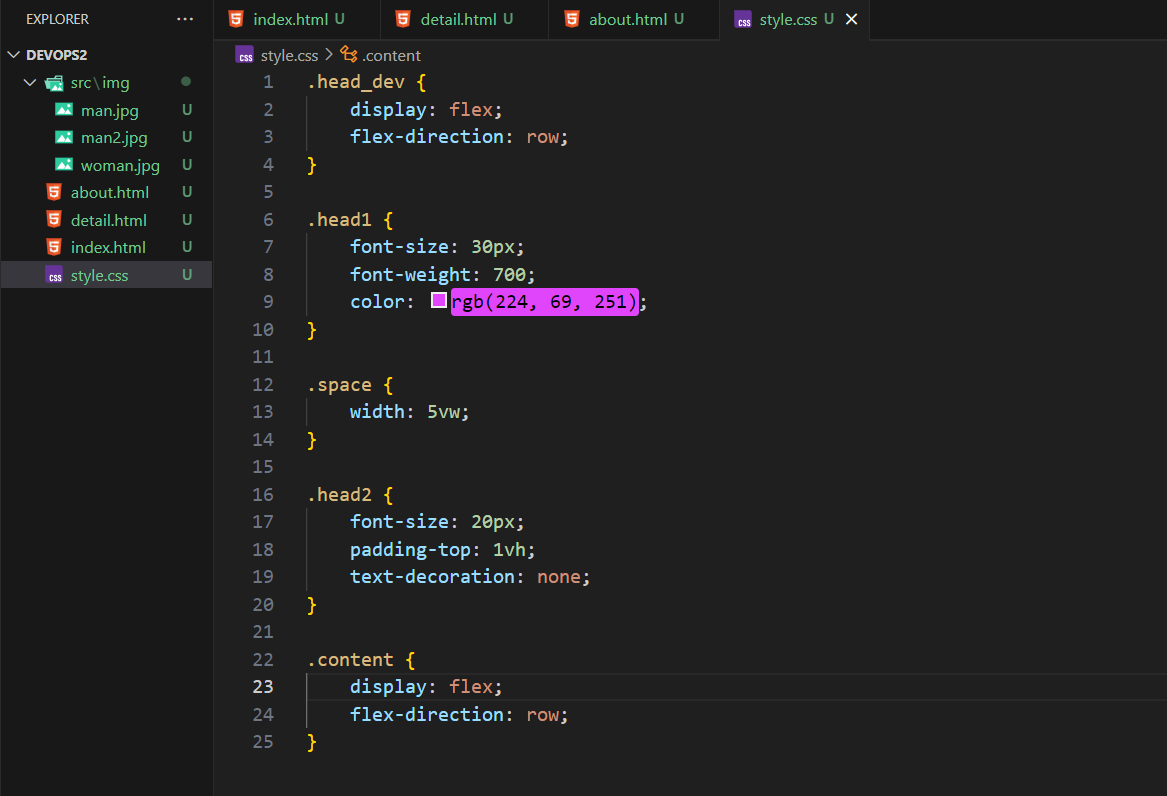 EXPLORER ···
DEVOPS2
src\img
man.jpg U
man2.jpg U
woman.jpg U
about.html U
detail.html U
index.html U
style.css U
index.html U detail.html U about.html U style.css U
style.css > .content
1 .head_dev {
2     display: flex;
3     flex-direction: row;
4 }
5
6 .head1 {
7     font-size: 30px;
8     font-weight: 700;
9     color: rgb(224, 69, 251);
10 }
11
12 .space {
13     width: 5vw;
14 }
15
16 .head2 {
17     font-size: 20px;
18     padding-top: 1vh;
19     text-decoration: none;
20 }
21
22 .content {
23     display: flex;
24     flex-direction: row;
25 }